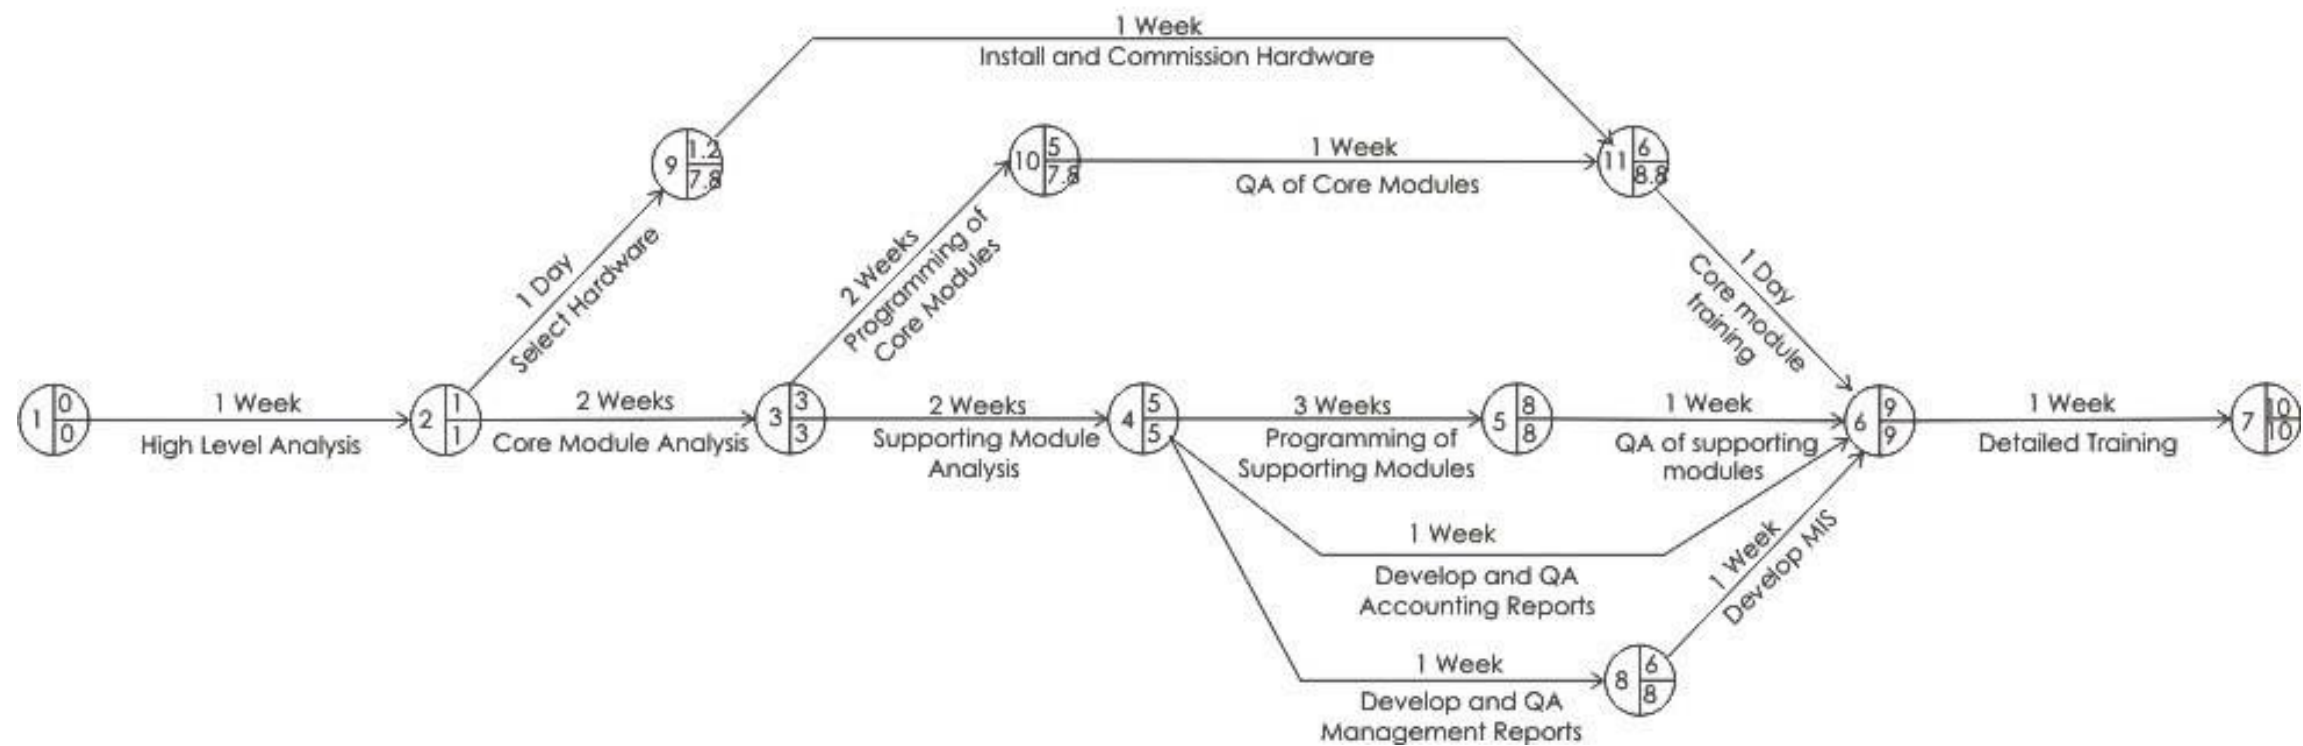 1 Week
Install and Commission Hardware
9
1.2
7.8
10
5
7.8
1 Week
QA of Core Modules
11
6
8.8
1 Day
Select Hardware
2 Weeks
Programming of
Core Modules
1 Day
Core module
training
1
0
0
1 Week
High Level Analysis
2
1
1
2 Weeks
Core Module Analysis
3
3
3
2 Weeks
Supporting Module
Analysis
4
5
5
3 Weeks
Programming of
Supporting Modules
5
8
8
1 Week
QA of supporting
modules
6
9
9
1 Week
Detailed Training
7
10
10
1 Week
Develop and QA
Accounting Reports
1 Week
Develop MIS
1 Week
Develop and QA
Management Reports
8
6
8